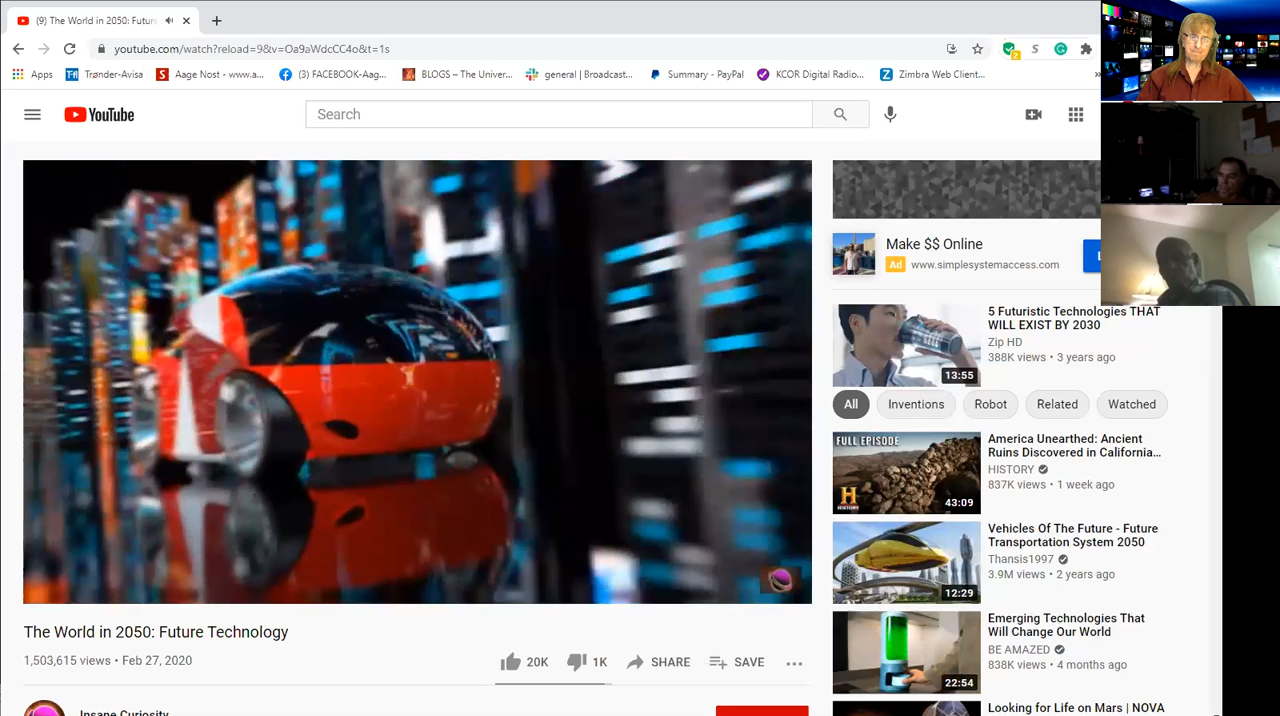 (9) The World in 2050: Futur
youtube.com/watch?reload=9&v=Oa9aWdcCC4o&t=1s
Apps
Trønder-Avisa
Aage Nost - www.a...
(3) FACEBOOK-Aag...
BLOG - The Univer...
general | Broadcast...
Summary - PayPal
KCOR Digital Radio...
Zimbra Web Client...
»
YouTube
Search
Make $$ Online
Ad www.simplesystemaccess.com
5 Futuristic Technologies THAT
WILL EXIST BY 2030
Zip HD
388K views • 3 years ago
13:55
All Inventions Robot Related Watched
FULL EPISODE
H
HISTORY
43:09
America Unearthed: Ancient
Ruins Discovered in California...
HISTORY
837K views • 1 week ago
Vehicles Of The Future - Future
Transportation System 2050
Thansis1997
3.9M views • 2 years ago
12:29
Emerging Technologies That
Will Change Our World
BE AMAZED
838K views • 4 months ago
22:54
Looking for Life on Mars | NOVA
The World in 2050: Future Technology
1,503,615 views • Feb 27, 2020
20K 1K SHARE SAVE ...
Insane Curiosity